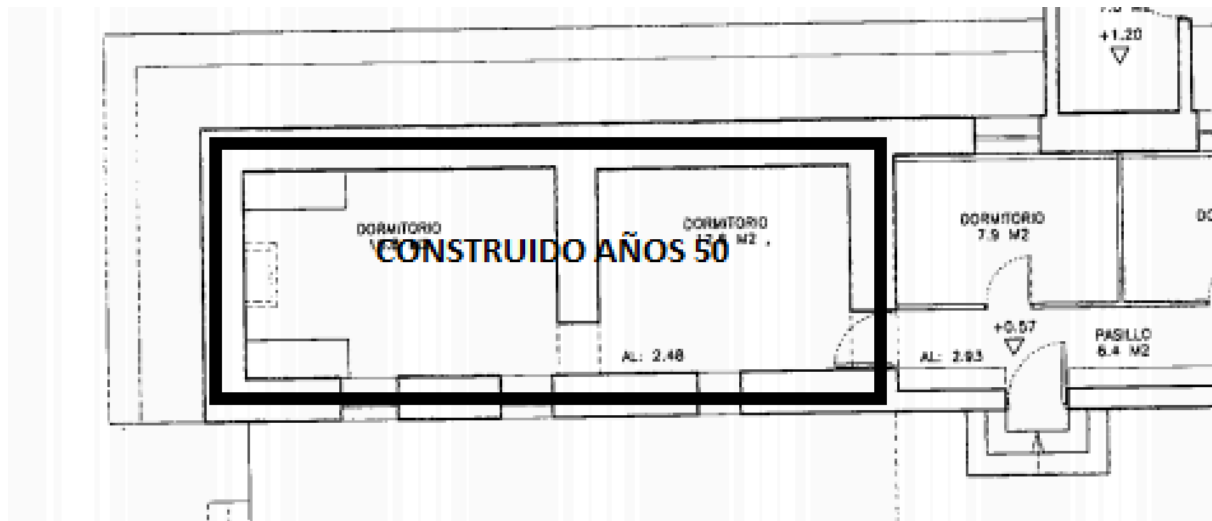 +1.20
DORMITORIO
DORMITORIO
M2
CONSTRUIDO AÑOS 50
DORMITORIO
7.9 M2
AL: 2.48
AL: 2.93
+0.57
PASILLO
6.4 M2